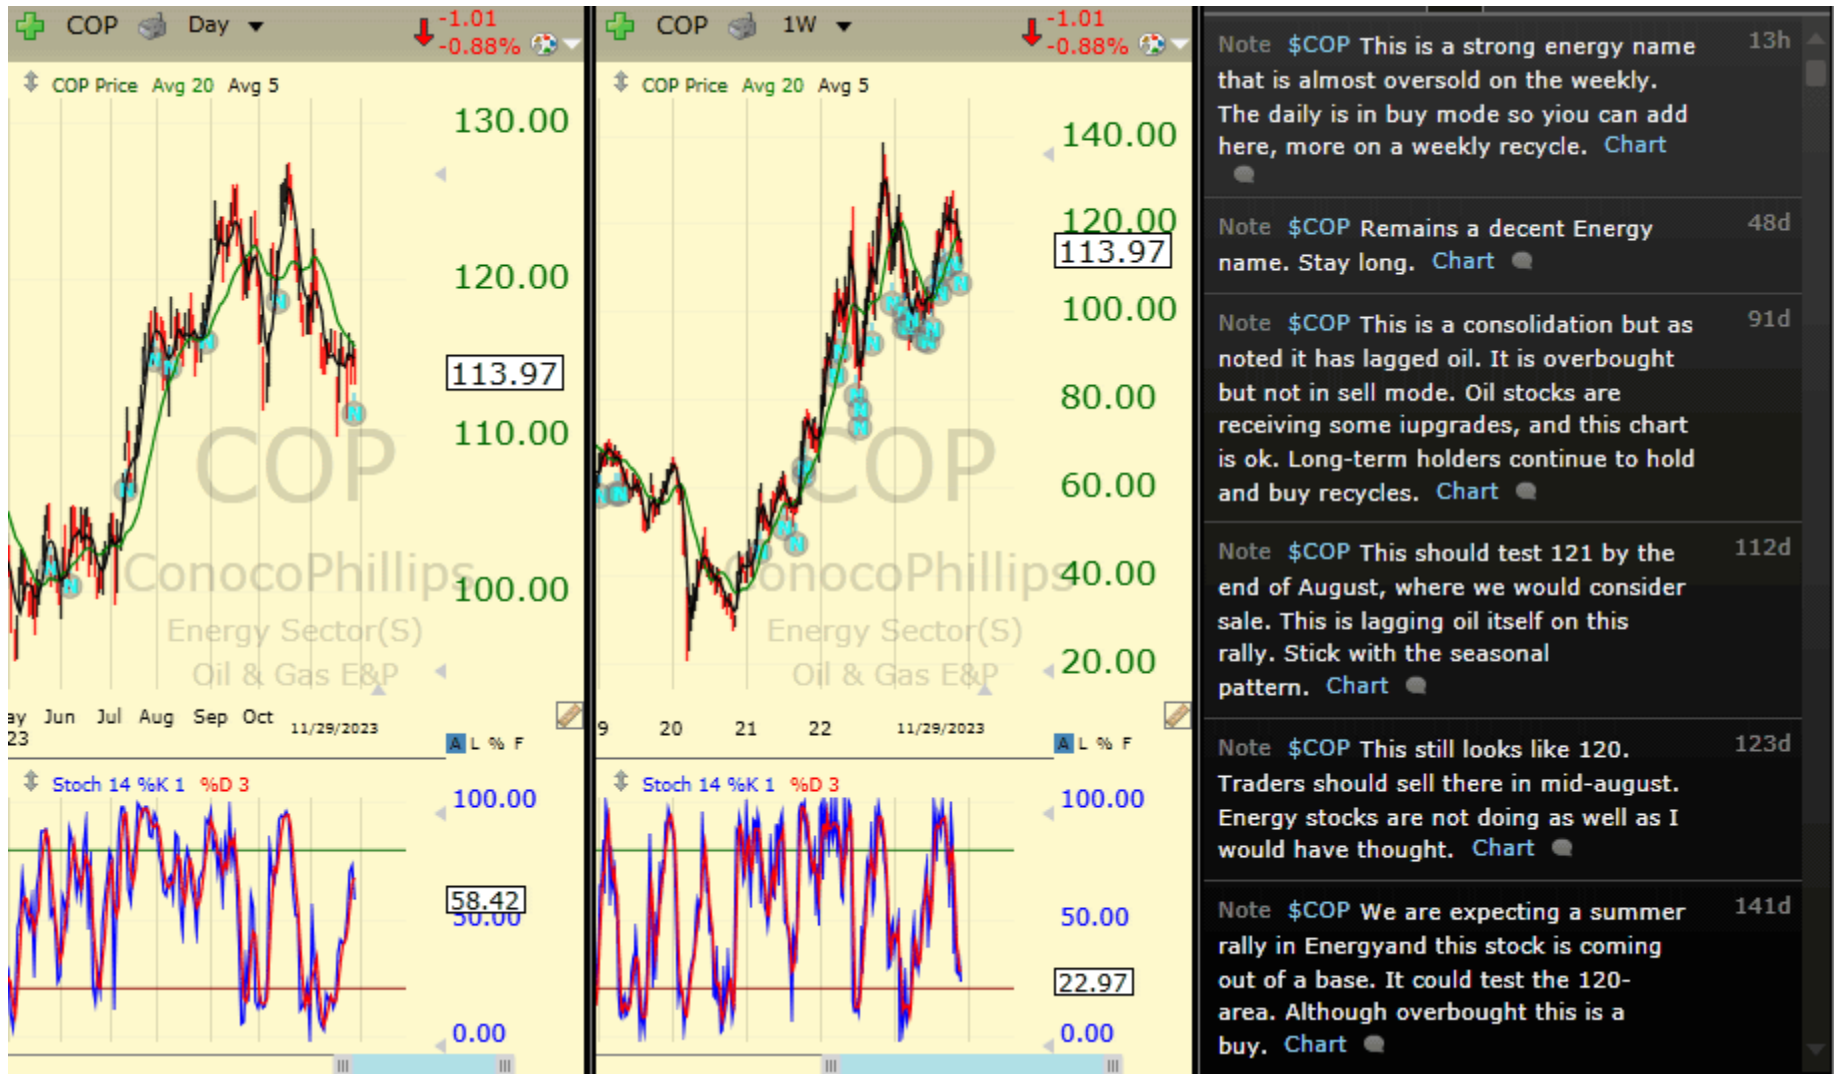 COP Day
-1.01
-0.88%
COP Price Avg 20 Avg 5
130.00
120.00
113.97
110.00
100.00
COP
ConocoPhillips
Energy Sector(S)
Oil & Gas E&P
ay Jun Jul Aug Sep Oct 11/29/2023
23
A L % F
Stoch 14 %K 1 %D 3
100.00
58.42
50.00
0.00
COP 1W
-1.01
-0.88%
COP Price Avg 20 Avg 5
140.00
120.00
113.97
100.00
80.00
60.00
40.00
20.00
COP
ConocoPhillips
Energy Sector(S)
Oil & Gas E&P
9 20 21 22 11/29/2023
A L % F
Stoch 14 %K 1 %D 3
100.00
50.00
22.97
0.00
Note $COP This is a strong energy name 13h
that is almost oversold on the weekly.
The daily is in buy mode so yiou can add
here, more on a weekly recycle. Chart
Note $COP Remains a decent Energy 48d
name. Stay long. Chart
Note $COP This is a consolidation but as 91d
noted it has lagged oil. It is overbought
but not in sell mode. Oil stocks are
receiving some iupgrades, and this chart
is ok. Long-term holders continue to hold
and buy recycles. Chart
Note $COP This should test 121 by the 112d
end of August, where we would consider
sale. This is lagging oil itself on this
rally. Stick with the seasonal
pattern. Chart
Note $COP This still looks like 120. 123d
Traders should sell there in mid-august.
Energy stocks are not doing as well as I
would have thought. Chart
Note $COP We are expecting a summer 141d
rally in Energyand this stock is coming
out of a base. It could test the 120-
area. Although overbought this is a
buy. Chart